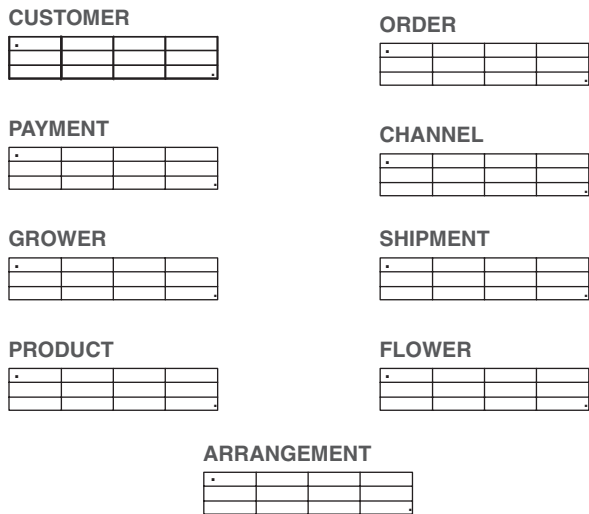 CUSTOMER
ORDER
PAYMENT
CHANNEL
GROWER
SHIPMENT
PRODUCT
FLOWER
ARRANGEMENT